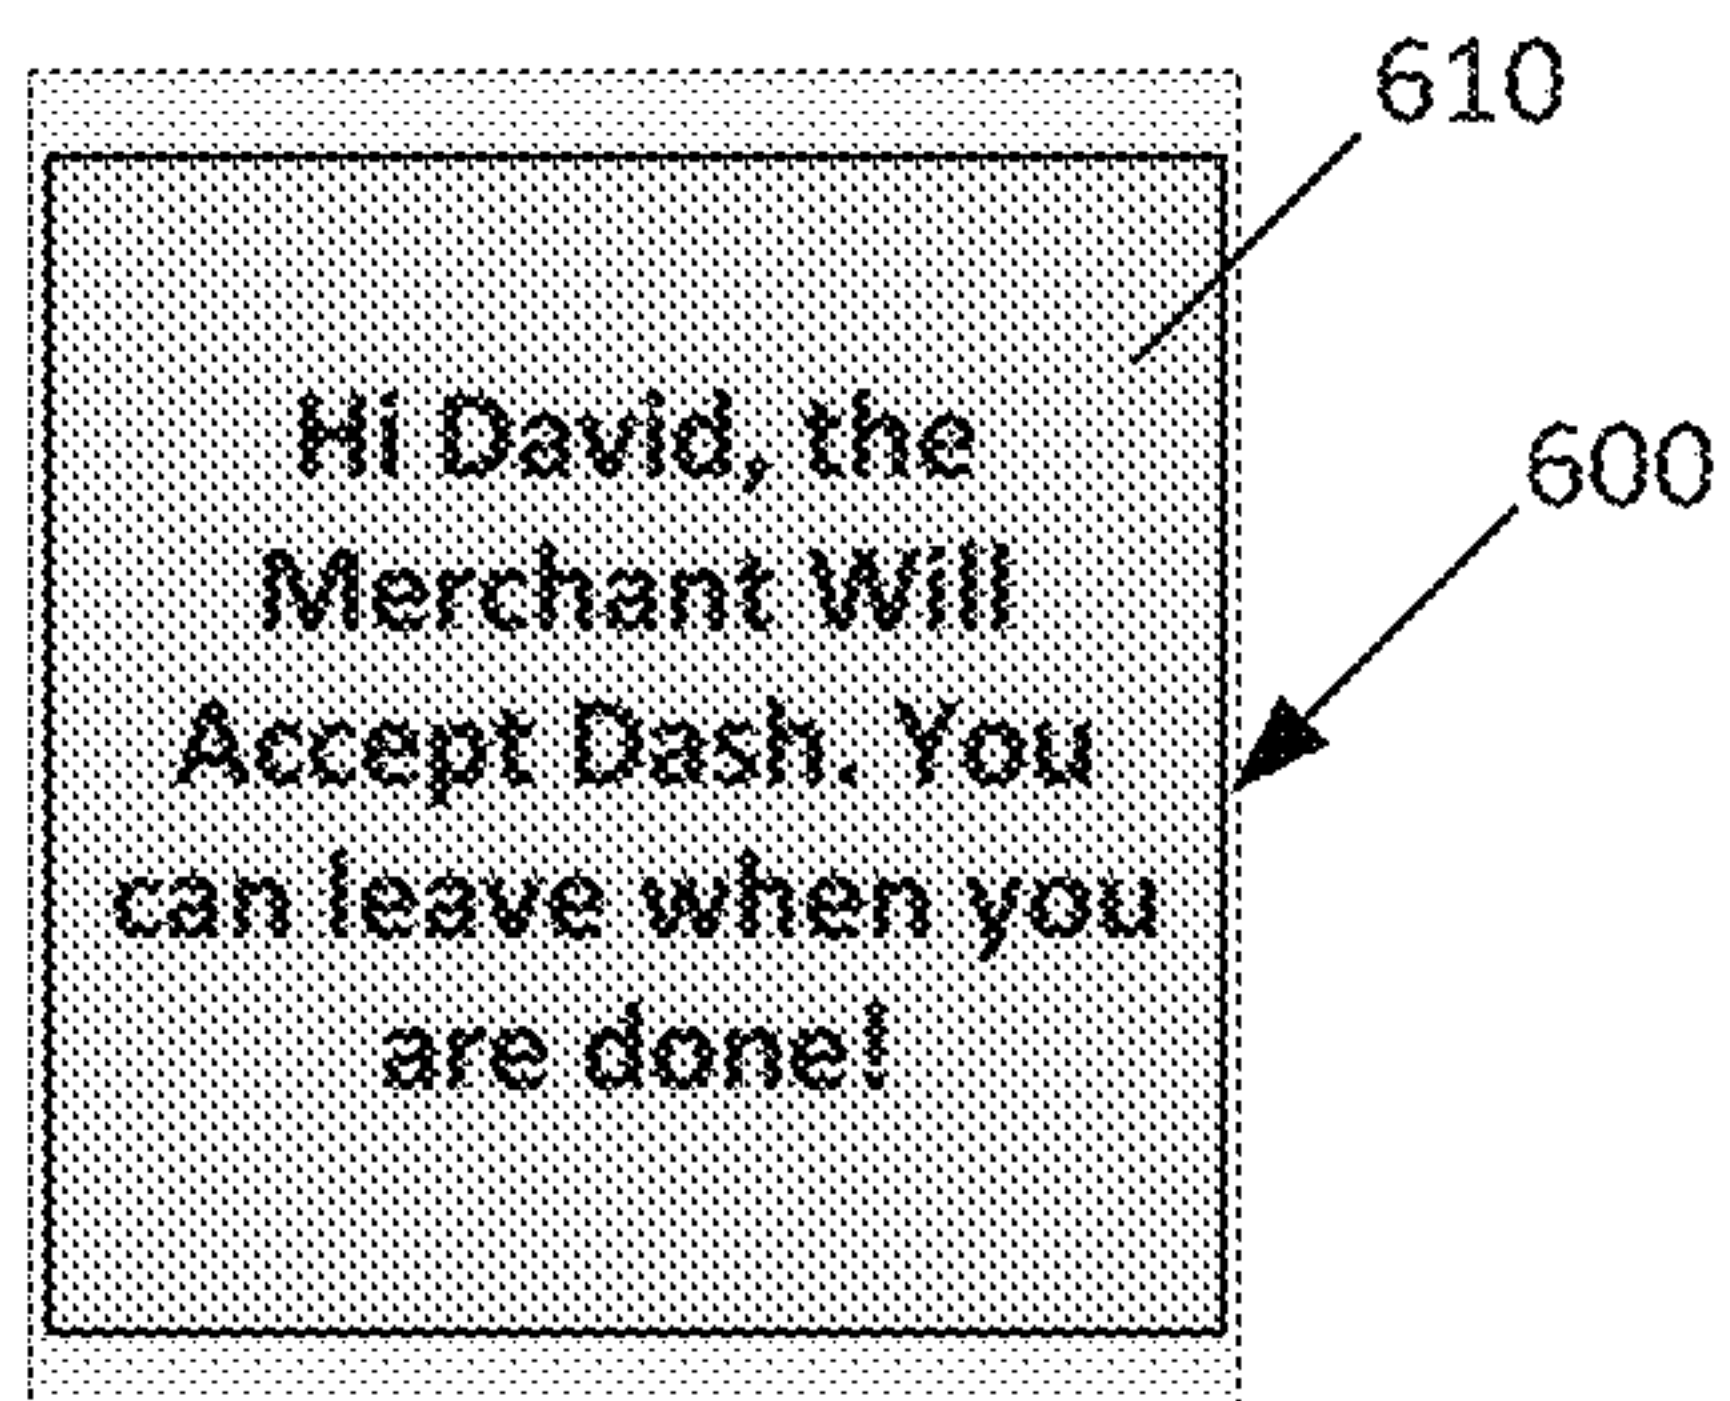 610
600
Hi David, the
Merchant Will
Accept Dash. You
can leave when you
are done!